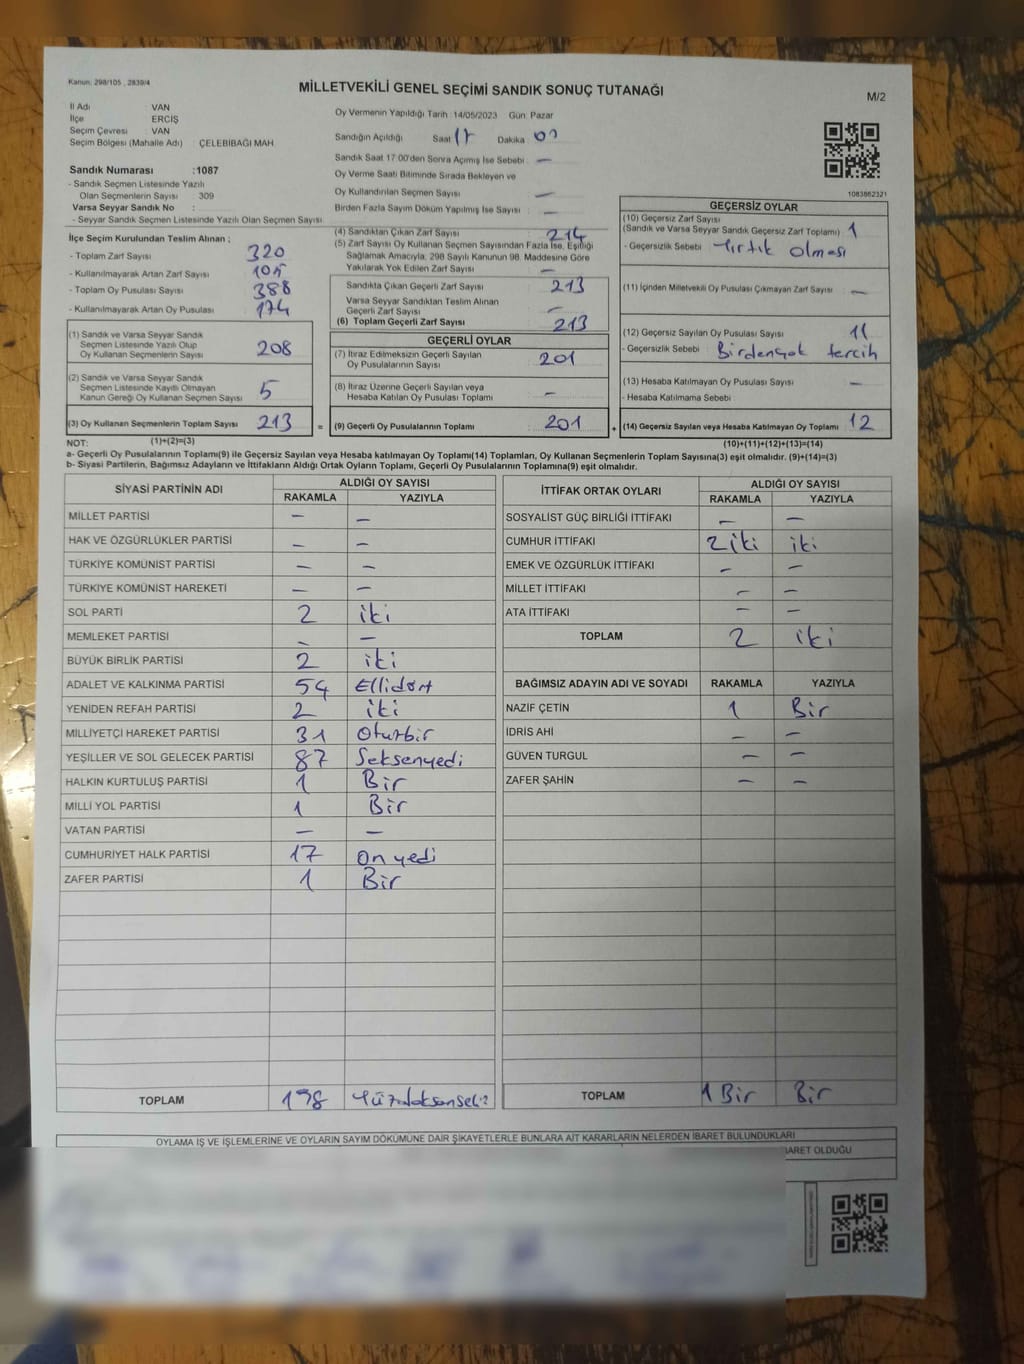 Kanun. 298/105 , 2839/4
MİLLETVEKİLİ GENEL SEÇİMİ SANDIK SONUÇ TUTANAĞI
M/2
İl Adı : VAN
İlçe : ERCİŞ
Seçim Çevresi : VAN
Seçim Bölgesi (Mahalle Adı) : ÇELEBİBAĞI MAH.
Sandık Numarası :1087
- Sandık Seçmen Listesinde Yazılı
Olan Seçmenlerin Sayısı : 309
Varsa Seyyar Sandık No :
- Seyyar Sandık Seçmen Listesinde Yazılı Olan Seçmen Sayısı :
Oy Vermenin Yapıldığı Tarih :14/05/2023 Gün: Pazar
Sandığın Açıldığı Saat 17 Dakika 00
Sandık Saat 17:00'den Sonra Açımış İse Sebebi : —
Oy Verme Saati Bitiminde Sırada Bekleyen ve
Oy Kullandırılan Seçmen Sayısı : —
Birden Fazla Sayım Döküm Yapılmış İse Sayısı : —
1083862321
İlçe Seçim Kurulundan Teslim Alınan ;
- Toplam Zarf Sayısı : 320
- Kullanılmayarak Artan Zarf Sayısı : 105
- Toplam Oy Pusulası Sayısı : 388
- Kullanılmayarak Artan Oy Pusulası : 174
(1) Sandık ve Varsa Seyyar Sandık
Seçmen Listesinde Yazılı Olup
Oy Kullanan Seçmenlerin Sayısı : 208
(2) Sandık ve Varsa Seyyar Sandık
Seçmen Listesinde Kayıtlı Olmayan
Kanun Gereği Oy Kullanan Seçmen Sayısı : 5
(3) Oy Kullanan Seçmenlerin Toplam Sayısı : 213 =
(4) Sandıktan Çıkan Zarf Sayısı : 214
(5) Zarf Sayısı Oy Kullanan Seçmen Sayısından Fazla İse, Eşitliği
Sağlamak Amacıyla, 298 Sayılı Kanunun 98. Maddesine Göre
Yakılarak Yok Edilen Zarf Sayısı : —
Sandıkta Çıkan Geçerli Zarf Sayısı : 213
Varsa Seyyar Sandıktan Teslim Alınan
Geçerli Zarf Sayısı : —
(6) Toplam Geçerli Zarf Sayısı : 213
GEÇERLİ OYLAR
(7) İtiraz Edilmeksizin Geçerli Sayılan
Oy Pusulalarının Sayısı : 201
(8) İtiraz Üzerine Geçerli Sayılan veya
Hesaba Katılan Oy Pusulası Toplamı : —
(9) Geçerli Oy Pusulalarının Toplamı : 201 +
GEÇERSİZ OYLAR
(10) Geçersiz Zarf Sayısı
(Sandık ve Varsa Seyyar Sandık Geçersiz Zarf Toplamı) : 1
- Geçersizlik Sebebi : Yırtık olması
(11) İçinden Milletvekili Oy Pusulası Çıkmayan Zarf Sayısı : —
(12) Geçersiz Sayılan Oy Pusulası Sayısı : 11
- Geçersizlik Sebebi : Birdençok tercih
(13) Hesaba Katılmayan Oy Pusulası Sayısı : —
- Hesaba Katılmama Sebebi :
(14) Geçersiz Sayılan veya Hesaba Katılmayan Oy Toplamı : 12
NOT: (1)+(2)=(3) (10)+(11)+(12)+(13)=(14)
a- Geçerli Oy Pusulasının Toplamı(9) ile Geçersiz Sayılan veya Hesaba Katılmayan Oy Toplamı(14) Toplamları, Oy Kullanan Seçmenlerin Toplam Sayısına(3) eşit olmalıdır. (9)+(14)=(3)
b- Siyasi Partilerin, Bağımsız Adayların ve İttifakların Aldığı Ortak Oyların Toplamı, Geçerli Oy Pusulalarının Toplamına(9) eşit olmalıdır.
SİYASİ PARTİNİN ADI ALDIĞI OY SAYISI
RAKAMLA YAZIYLA
MİLLET PARTİSİ — —
HAK VE ÖZGÜRLÜKLER PARTİSİ — —
TÜRKİYE KOMÜNİST PARTİSİ — —
TÜRKİYE KOMÜNİST HAREKETİ — —
SOL PARTİ 2 iki
MEMLEKET PARTİSİ — —
BÜYÜK BİRLİK PARTİSİ 2 iki
ADALET VE KALKINMA PARTİSİ 54 Ellidört
YENİDEN REFAH PARTİSİ 2 iki
MİLLİYETÇİ HAREKET PARTİSİ 31 Oturbir
YEŞİLLER VE SOL GELECEK PARTİSİ 87 Seksenyedi
HALKIN KURTULUŞ PARTİSİ 1 Bir
MİLLİ YOL PARTİSİ 1 Bir
VATAN PARTİSİ — —
CUMHURİYET HALK PARTİSİ 17 On yedi
ZAFER PARTİSİ 1 Bir
TOPLAM 198
İTTİFAK ORTAK OYLARI ALDIĞI OY SAYISI
RAKAMLA YAZIYLA
SOSYALİST GÜÇ BİRLİĞİ İTTİFAKI — —
CUMHUR İTTİFAKI 2 iki iki
EMEK VE ÖZGÜRLÜK İTTİFAKI — —
MİLLET İTTİFAKI — —
ATA İTTİFAKI — —
TOPLAM 2 iki
BAĞIMSIZ ADAYIN ADI VE SOYADI RAKAMLA YAZIYLA
NAZİF ÇETİN 1 Bir
İDRİS AHİ — —
GÜVEN TURGUL — —
ZAFER ŞAHİN — —
TOPLAM 1 Bir Bir
OYLAMA İŞ VE İŞLEMLERİNE VE OYLARIN SAYIM DÖKÜMÜNE DAİR ŞİKAYETLERLE BUNLARA AİT KARARLARIN NELERDEN İBARET BULUNDUKLARI
BARET OLDUĞU